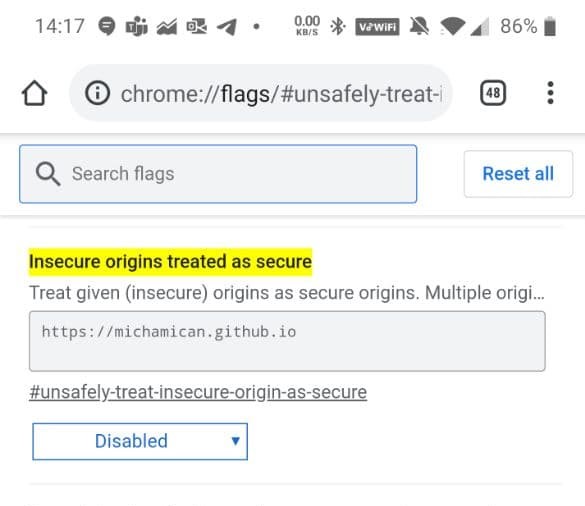 14:17 0.00 KB/S VoWiFi 86%
chrome://flags/#unsafely-treat-i 48
Search flags Reset all
Insecure origins treated as secure
Treat given (insecure) origins as secure origins. Multiple origi...
https://michamican.github.io
#unsafely-treat-insecure-origin-as-secure
Disabled